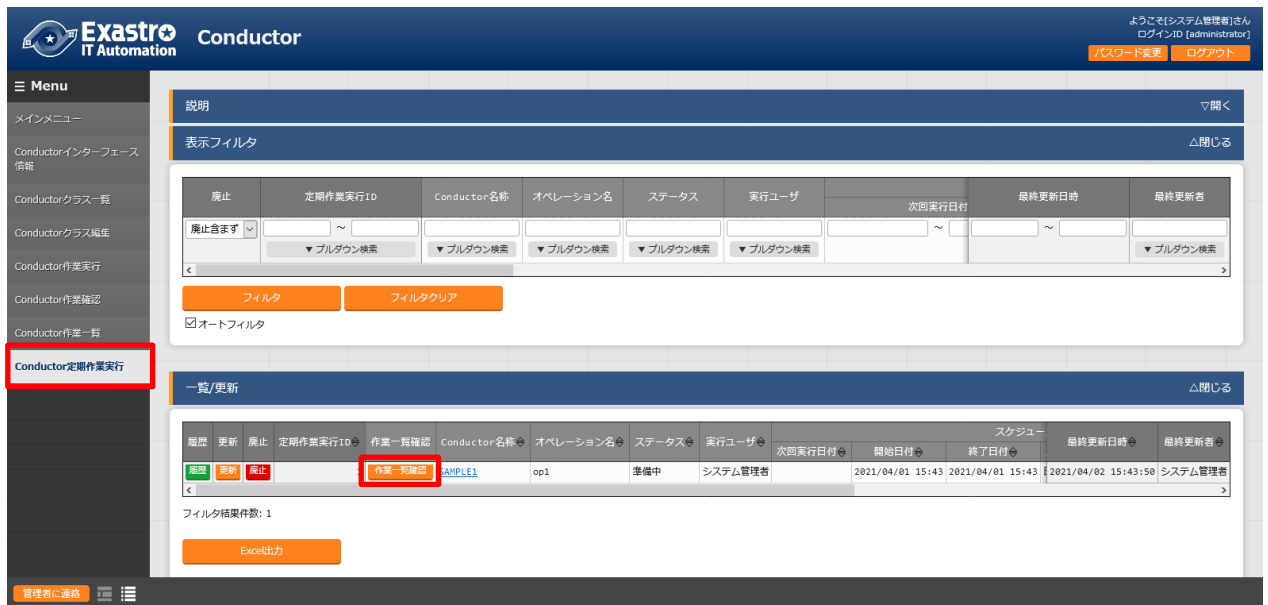 Exastro
IT Automation
Conductor
ようこそ[システム管理者]さん
ログインID [administrator]
パスワード変更 ログアウト
Menu
メインメニュー
Conductorインターフェース
情報
Conductorクラス一覧
Conductorクラス編集
Conductor作業実行
Conductor作業確認
Conductor作業一覧
Conductor定期作業実行
説明 ▽開く
表示フィルタ △閉じる
廃止 定期作業実行ID Conductor名称 オペレーション名 ステータス 実行ユーザ 次回実行日付 最終更新日時 最終更新者
廃止含まず ～ ～ ～
▼プルダウン検索 ▼プルダウン検索 ▼プルダウン検索 ▼プルダウン検索 ▼プルダウン検索 ▼プルダウン検索
フィルタ フィルタクリア
オートフィルタ
一覧/更新 △閉じる
スケジュー
履歴 更新 廃止 定期作業実行ID 作業一覧確認 Conductor名称 オペレーション名 ステータス 実行ユーザ 次回実行日付 開始日付 終了日付 最終更新日時 最終更新者
履歴 更新 廃止 作業一覧確認 SAMPLE1 op1 準備中 システム管理者 2021/04/01 15:43 2021/04/01 15:43 2021/04/02 15:43:50 システム管理者
フィルタ結果件数: 1
Excel出力
管理者に連絡